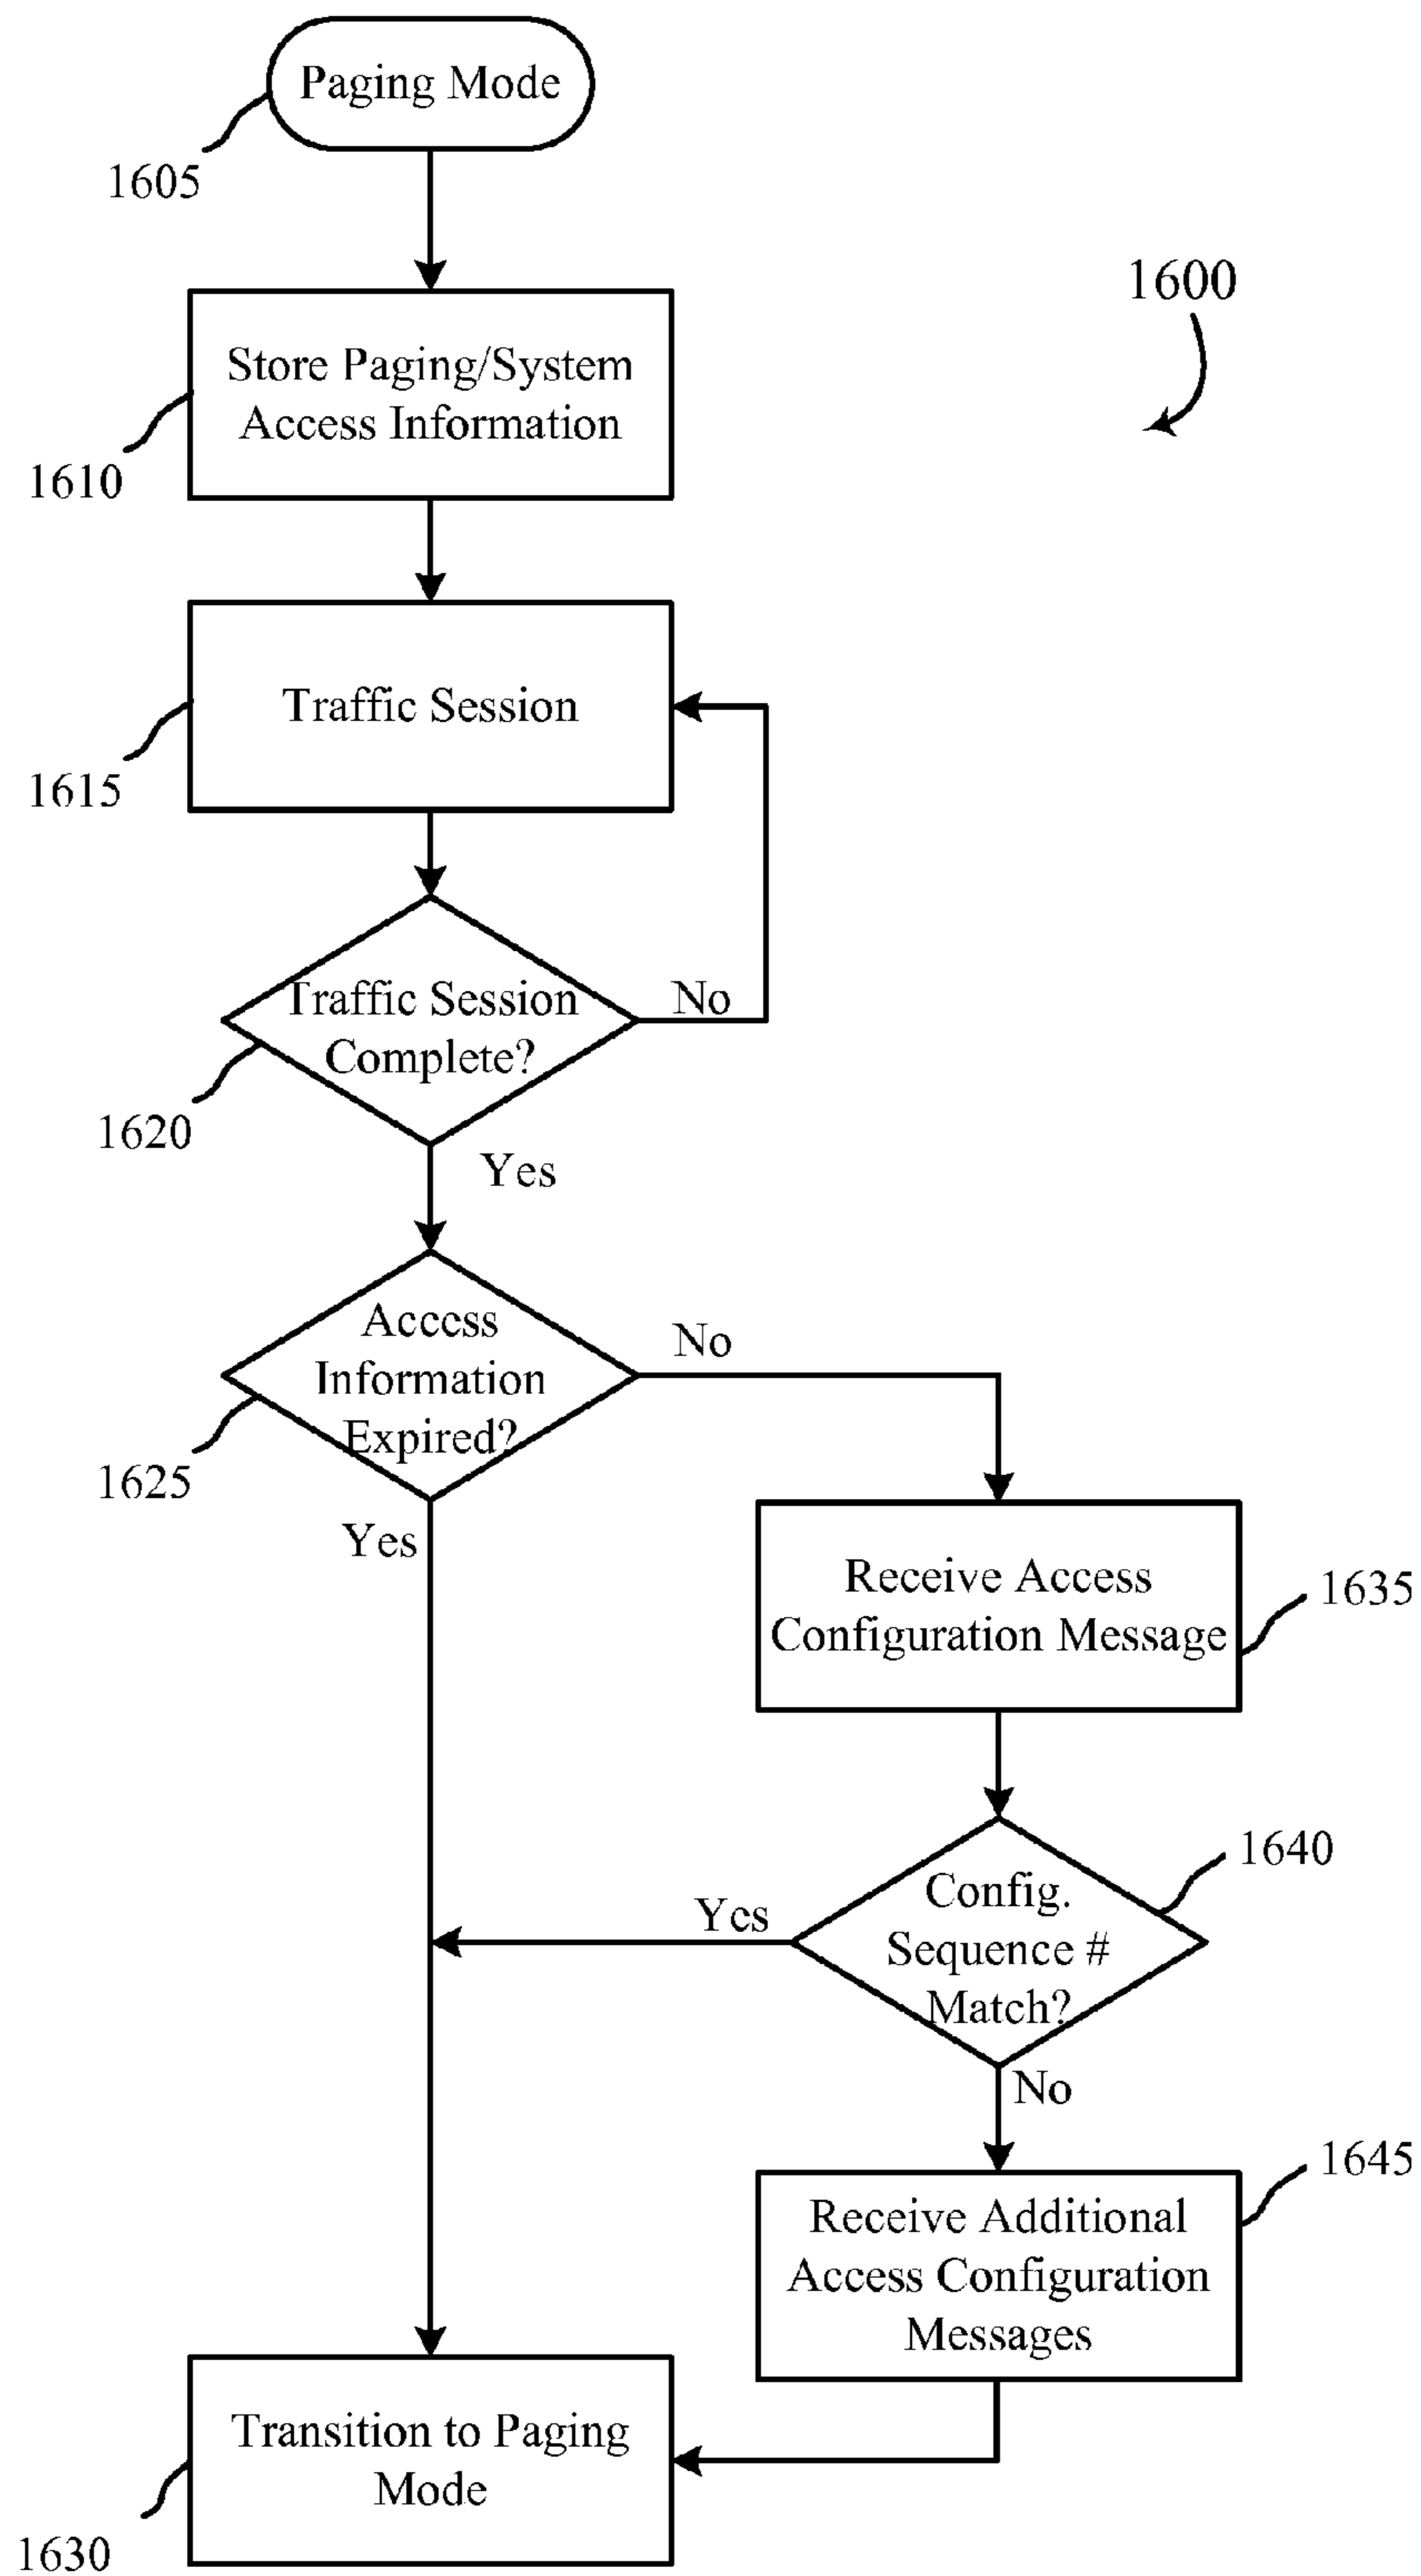 Paging Mode
1605
1600
Store Paging/System
Access Information
1610
Traffic Session
1615
Traffic Session
Complete?
No
1620
Yes
Access
Information
Expired?
No
1625
Yes
Receive Access
Configuration Message
1635
Config.
Sequence #
Match?
1640
Yes
No
Receive Additional
Access Configuration
Messages
1645
Transition to Paging
Mode
1630